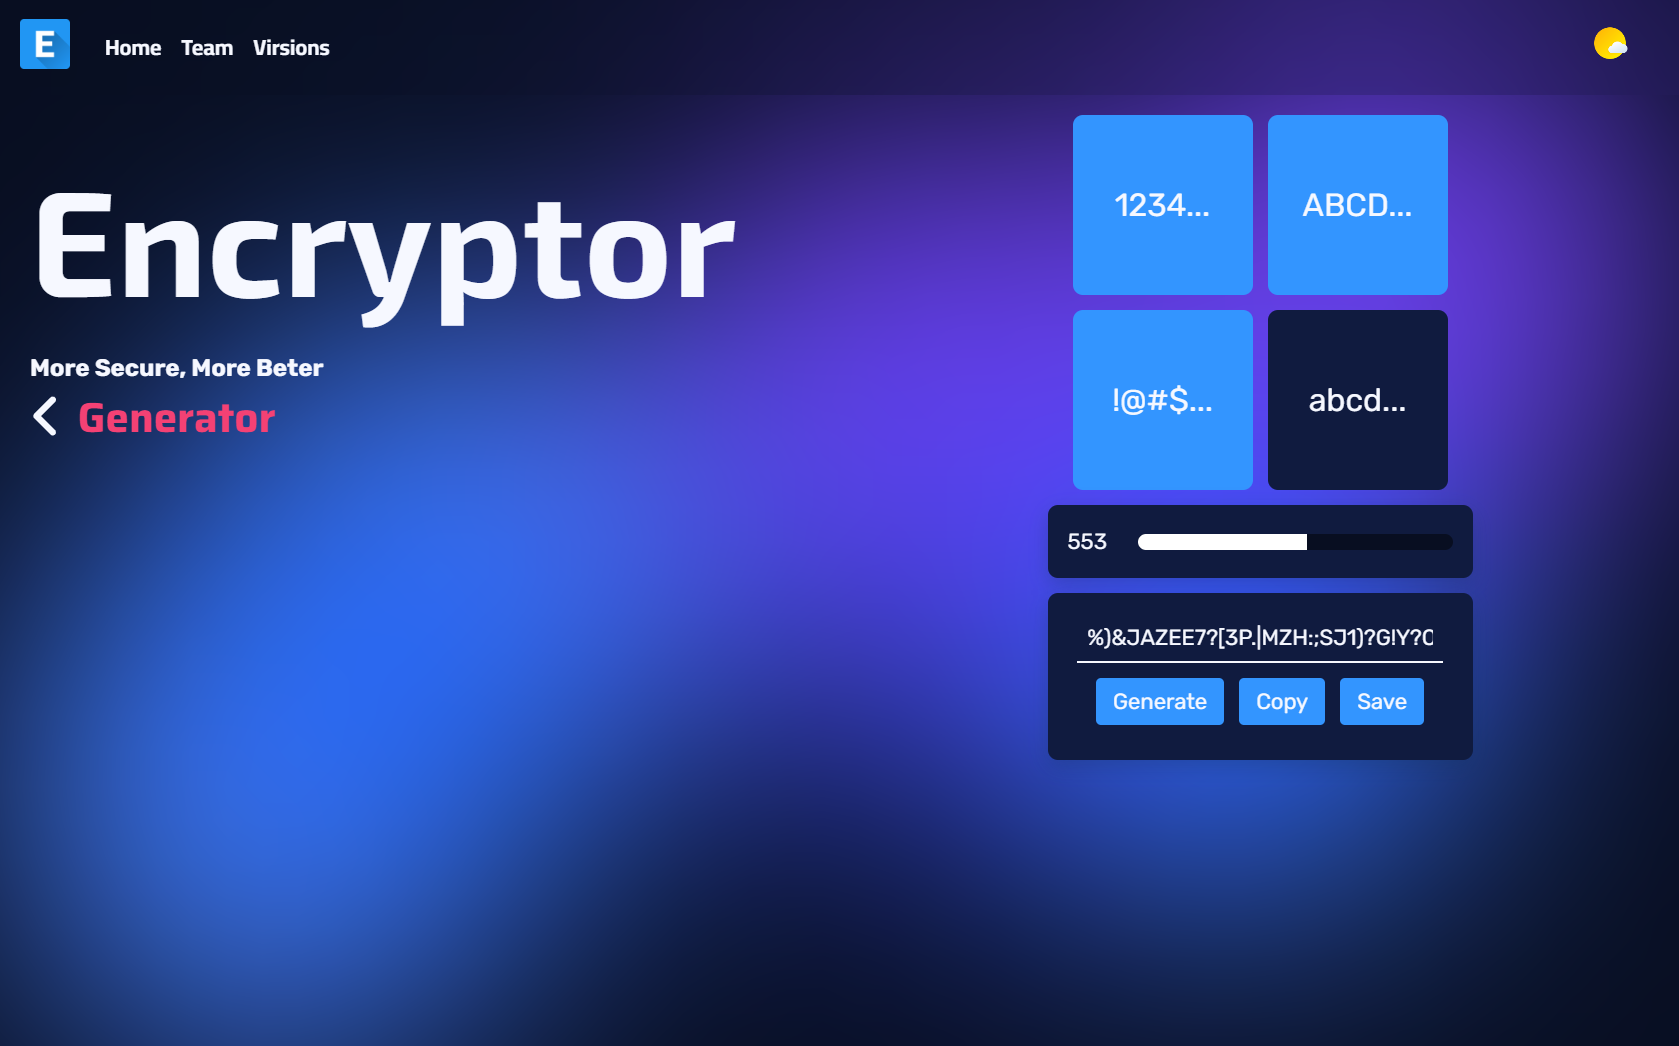 E
Home Team Virsions
Encryptor
More Secure, More Beter
Generator
1234...
ABCD...
!@#$...
abcd...
553
%)&JAZEE7?[3P.|MZH:;SJ1)?G!Y?
Generate Copy Save